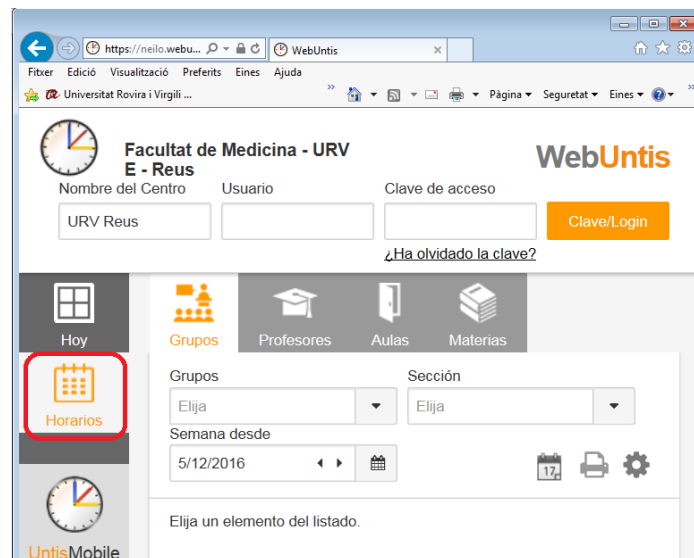 https://neilo.webu...
WebUntis
Fitxer Edició Visualització Preferits Eines Ajuda
Universitat Rovira i Virgili ...
» Pàgina Seguretat Eines »
Facultat de Medicina - URV
E - Reus
WebUntis
Nombre del Centro Usuario Clave de acceso
URV Reus Clave/Login
¿Ha olvidado la clave?
Hoy Grupos Profesores Aulas Materias
Horarios
Grupos Sección
Elija Elija
Semana desde
5/12/2016
17
Elija un elemento del listado.
UntisMobile